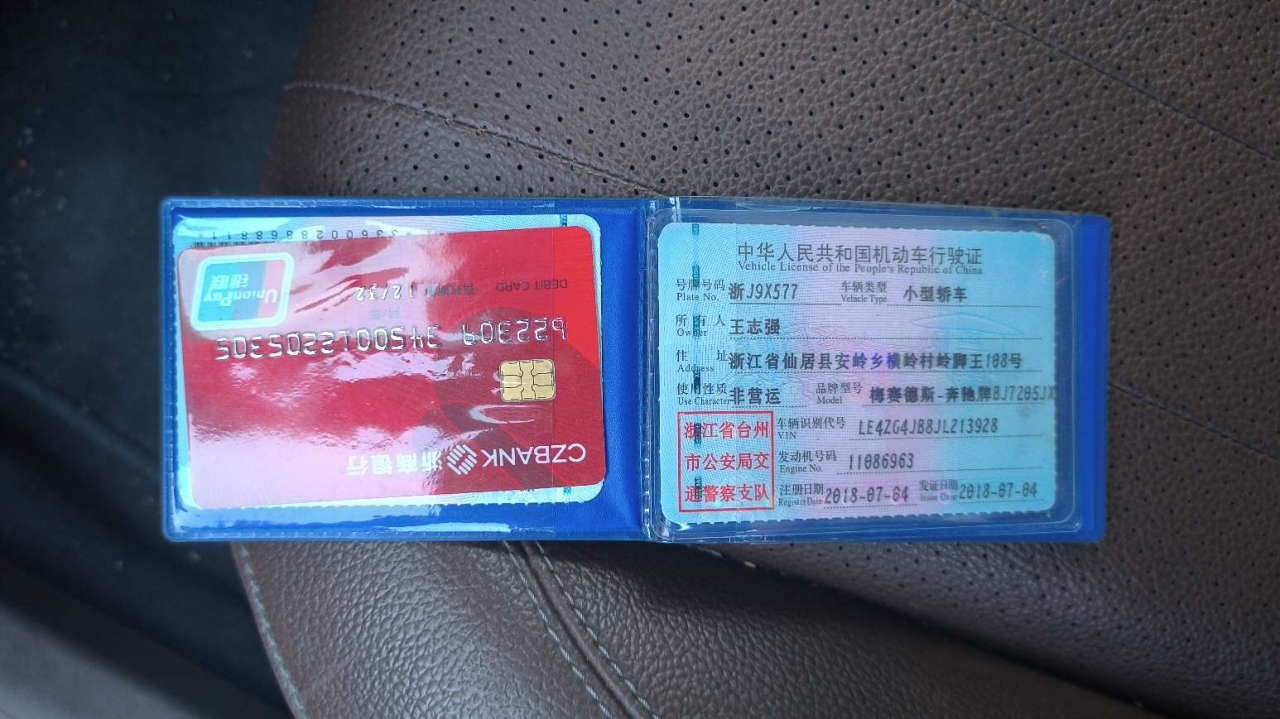 中华人民共和国机动车行驶证
Vehicle License of the People's Republic of China
号牌号码 浙J9X577 车辆类型 小型轿车
Plate No. Vehicle Type
所有人 王志强
Owner
住址 浙江省仙居县安岭乡横岭村岭脚王108号
Address
使用性质 非营运 品牌型号 梅赛德斯-奔驰牌BJ7205JX
Use Character Model
浙江省台州
市公安局交
通警察支队
车辆识别代号 LE4ZG4JB8JL213928
VIN
发动机号码 11086963
Engine No.
注册日期 2018-07-04 发证日期 2018-07-04
Register Date Issue Date
CZBANK 浙商银行
DEBIT CARD
有效期限 12/32
月/年
UnionPay
银联